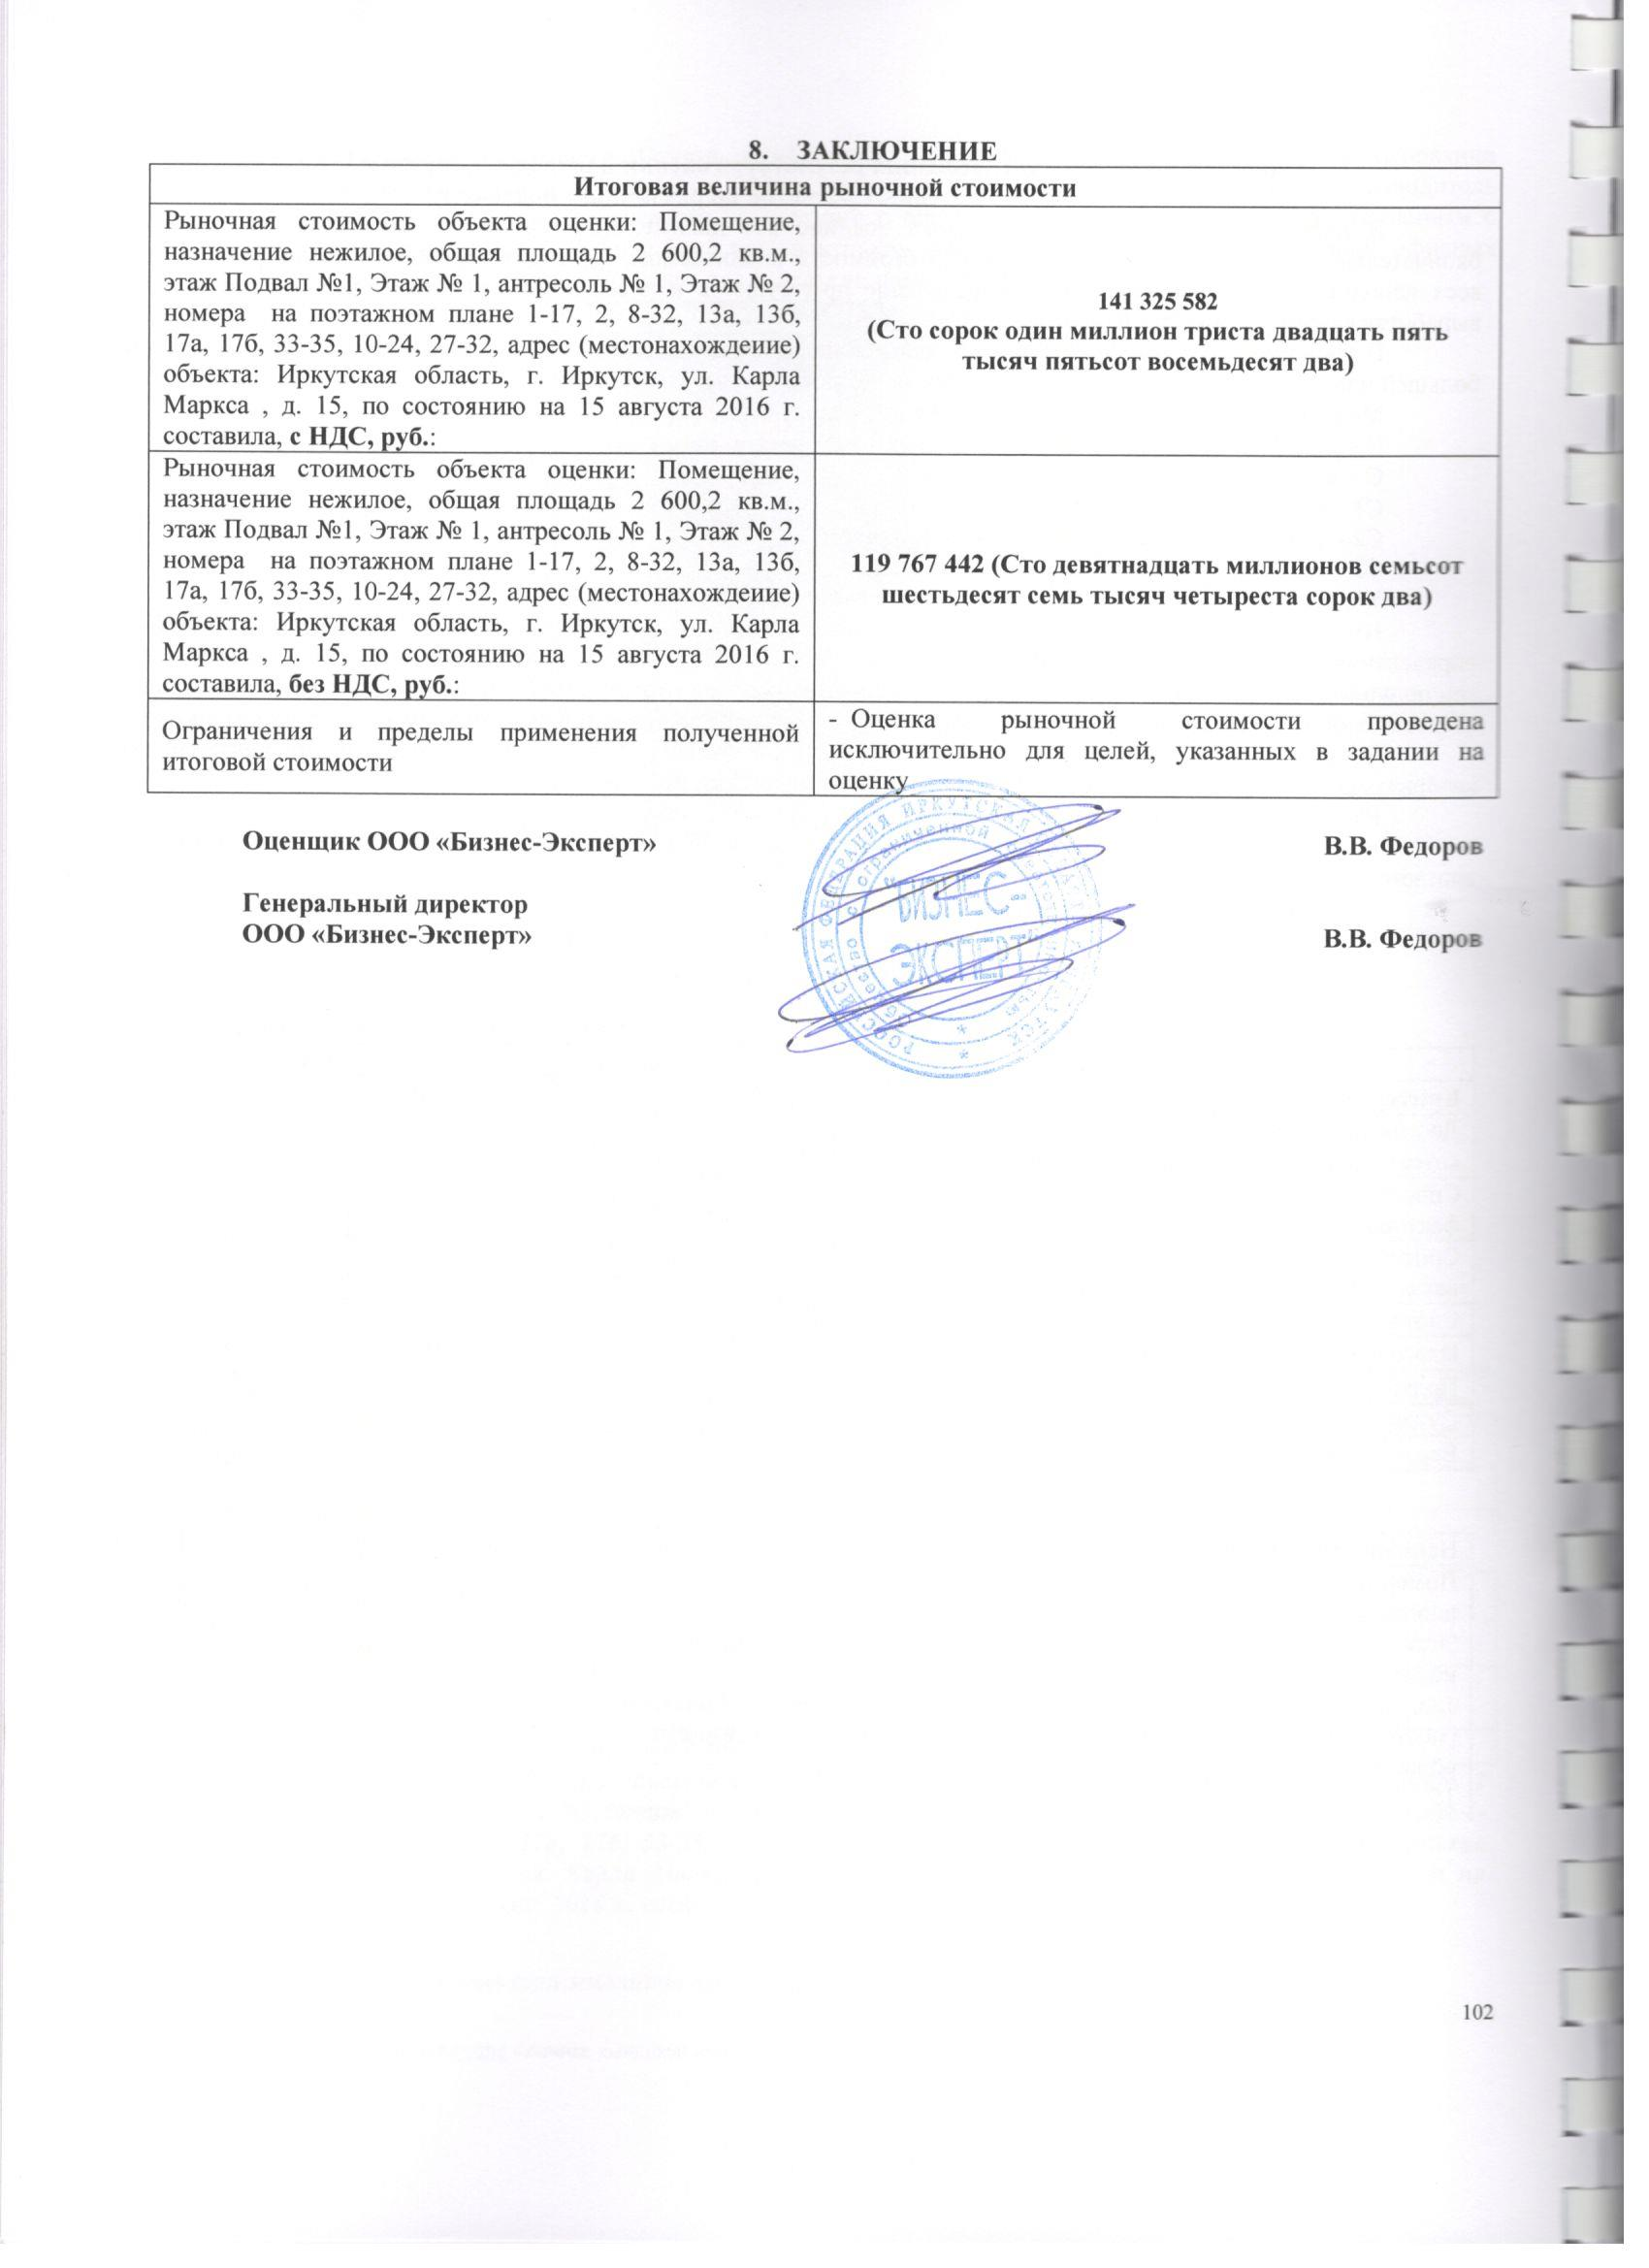 8. ЗАКЛЮЧЕНИЕ
Итоговая величина рыночной стоимости
Рыночная стоимость объекта оценки: Помещение,
назначение нежилое, общая площадь 2 600,2 кв.м.,
этаж Подвал №1, Этаж № 1, антресоль № 1, Этаж № 2,
номера на поэтажном плане 1-17, 2, 8-32, 13а, 13б,
17а, 17б, 33-35, 10-24, 27-32, адрес (местонахождеиие)
объекта: Иркутская область, г. Иркутск, ул. Карла
Маркса , д. 15, по состоянию на 15 августа 2016 г.
составила, с НДС, руб.:
141 325 582
(Сто сорок один миллион триста двадцать пять
тысяч пятьсот восемьдесят два)
Рыночная стоимость объекта оценки: Помещение,
назначение нежилое, общая площадь 2 600,2 кв.м.,
этаж Подвал №1, Этаж № 1, антресоль № 1, Этаж № 2,
номера на поэтажном плане 1-17, 2, 8-32, 13а, 13б,
17а, 17б, 33-35, 10-24, 27-32, адрес (местонахождеиие)
объекта: Иркутская область, г. Иркутск, ул. Карла
Маркса , д. 15, по состоянию на 15 августа 2016 г.
составила, без НДС, руб.:
119 767 442 (Сто девятнадцать миллионов семьсот
шестьдесят семь тысяч четыреста сорок два)
Ограничения и пределы применения полученной
итоговой стоимости
- Оценка рыночной стоимости проведена
исключительно для целей, указанных в задании на
оценку
Оценщик ООО «Бизнес-Эксперт»
В.В. Федоров
Генеральный директор
ООО «Бизнес-Эксперт»
В.В. Федоров
РОССИЙСКАЯ ФЕДЕРАЦИЯ ИРКУТСКАЯ
"БИЗНЕС-
ЭКСПЕРТ"
102